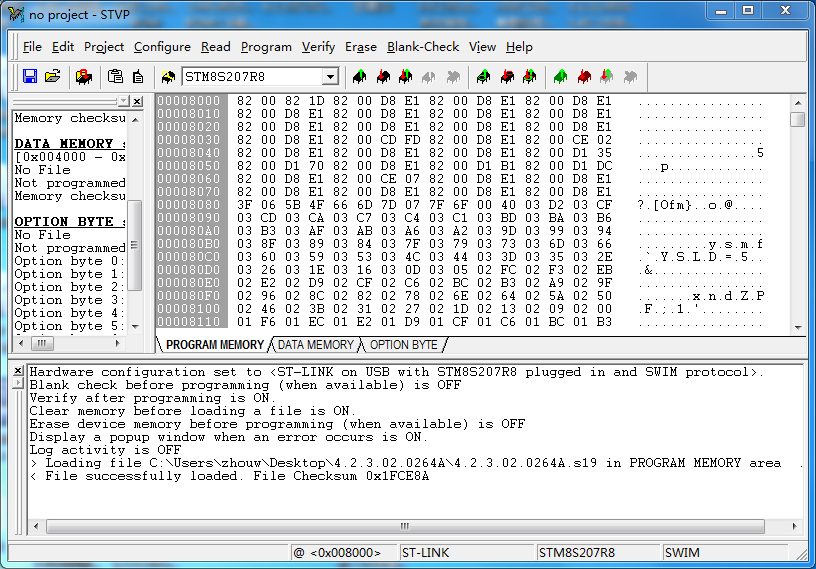 no project - STVP
File Edit Project Configure Read Program Verify Erase Blank-Check View Help
STM8S207R8
Memory checksu
DATA MEMORY s
[0x004000 - 0x
No File
Not programmed
Memory checksu
OPTION BYTE s
No File
Not programmed
Option byte 0:
Option byte 1:
Option byte 2:
Option byte 3:
Option byte 4:
Option byte 5:
00008000 82 00 82 1D 82 00 D8 E1 82 00 D8 E1 82 00 D8 E1 ................
00008010 82 00 D8 E1 82 00 D8 E1 82 00 D8 E1 82 00 D8 E1 ................
00008020 82 00 D8 E1 82 00 D8 E1 82 00 D8 E1 82 00 D8 E1 ................
00008030 82 00 D8 E1 82 00 CD FD 82 00 D8 E1 82 00 CE 02 ................
00008040 82 00 D8 E1 82 00 D8 E1 82 00 D8 E1 82 00 D1 35 ...............5
00008050 82 00 D1 70 82 00 D8 E1 82 00 D1 B1 82 00 D1 DC ...p............
00008060 82 00 D8 E1 82 00 CE 07 82 00 D8 E1 82 00 D8 E1 ................
00008070 82 00 D8 E1 82 00 D8 E1 82 00 D8 E1 82 00 D8 E1 ................
00008080 3F 06 5B 4F 66 6D 7D 07 7F 6F 00 40 03 D2 03 CF ?.[Ofm}..o.@....
00008090 03 CD 03 CA 03 C7 03 C4 03 C1 03 BD 03 BA 03 B6 ................
000080A0 03 B3 03 AF 03 AB 03 A6 03 A2 03 9D 03 99 03 94 ................
000080B0 03 8F 03 89 03 84 03 7F 03 79 03 73 03 6D 03 66 .........y.s.m.f
000080C0 03 60 03 59 03 53 03 4C 03 44 03 3D 03 35 03 2E .`.Y.S.L.D.=.5..
000080D0 03 26 03 1E 03 16 03 0D 03 05 02 FC 02 F3 02 EB .&..............
000080E0 02 E2 02 D9 02 CF 02 C6 02 BC 02 B3 02 A9 02 9F ................
000080F0 02 96 02 8C 02 82 02 78 02 6E 02 64 02 5A 02 50 .......x.n.d.Z.P
00008100 02 46 02 3B 02 31 02 27 02 1D 02 13 02 09 02 00 .F.;.1.'........
00008110 01 F6 01 EC 01 E2 01 D9 01 CF 01 C6 01 BC 01 B3 ................
PROGRAM MEMORY DATA MEMORY OPTION BYTE
Hardware configuration set to <ST-LINK on USB with STM8S207R8 plugged in and SWIM protocol>.
Blank check before programming (when available) is OFF
Verify after programming is ON.
Clear memory before loading a file is ON.
Erase device memory before programming (when available) is OFF
Display a popup window when an error occurs is ON.
Log activity is OFF
> Loading file C:\Users\zhouw\Desktop\4.2.3.02.0264A\4.2.3.02.0264A.s19 in PROGRAM MEMORY area .
< File successfully loaded. File Checksum 0x1FCE8A
@ <0x008000> ST-LINK STM8S207R8 SWIM